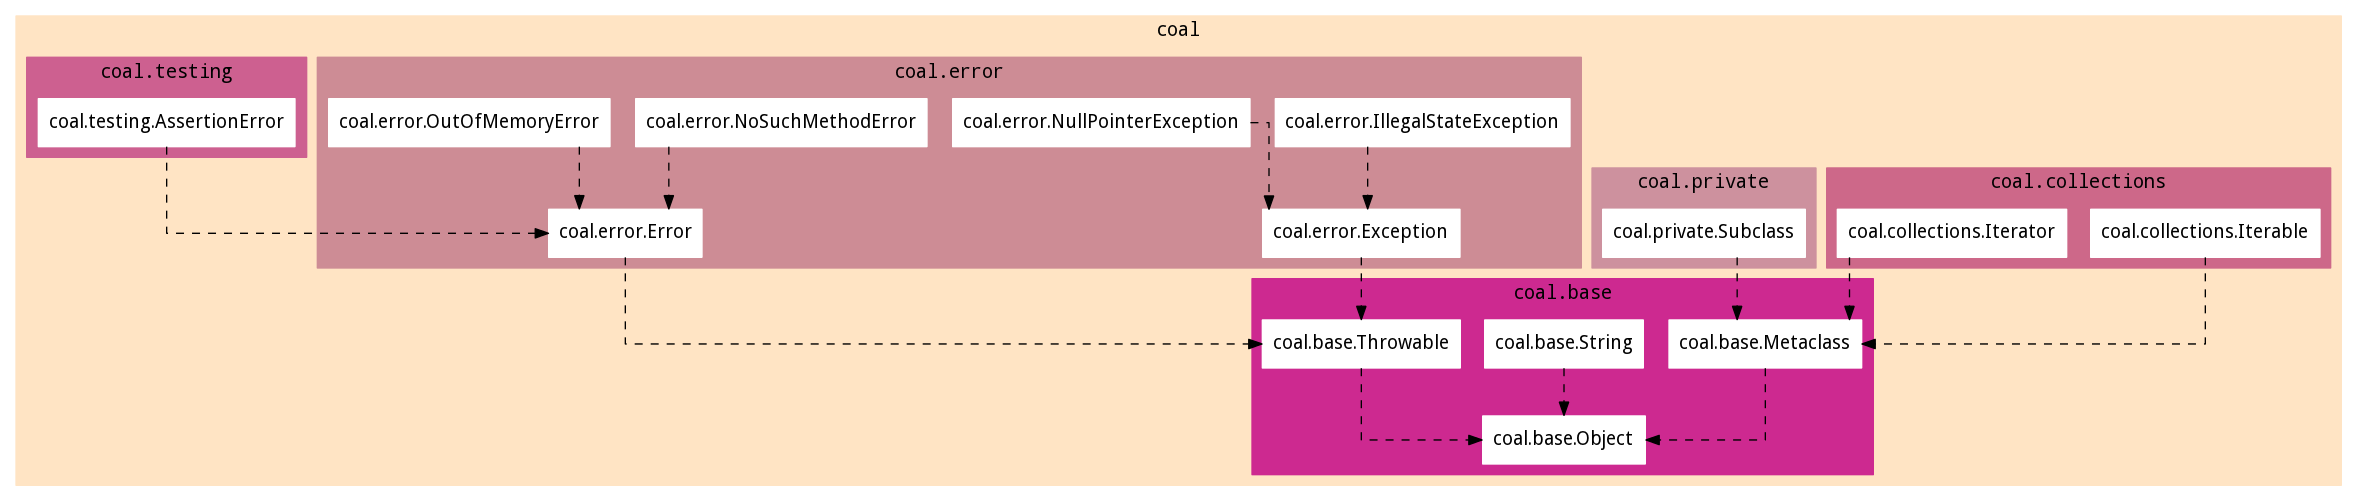 coal
coal.testing
coal.error
coal.testing.AssertionError
coal.error.OutOfMemoryError
coal.error.NoSuchMethodError
coal.error.NullPointerException
coal.error.IllegalStateException
coal.private
coal.collections
coal.error.Error
coal.error.Exception
coal.private.Subclass
coal.collections.Iterator
coal.collections.Iterable
coal.base
coal.base.Throwable
coal.base.String
coal.base.Metaclass
coal.base.Object